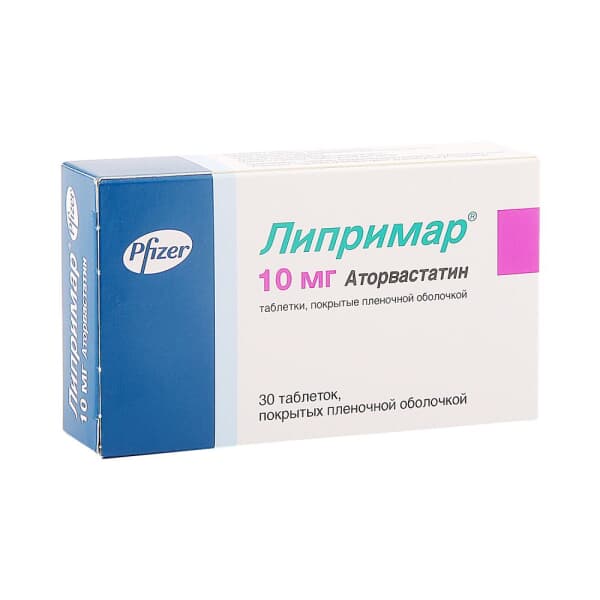 Pfizer
Липримар®
10 мг Аторвастатин
таблетки, покрытые пленочной оболочкой
30 таблеток,
покрытых пленочной оболочкой
Pfizer
Липримар®
10 мг Аторвастатин